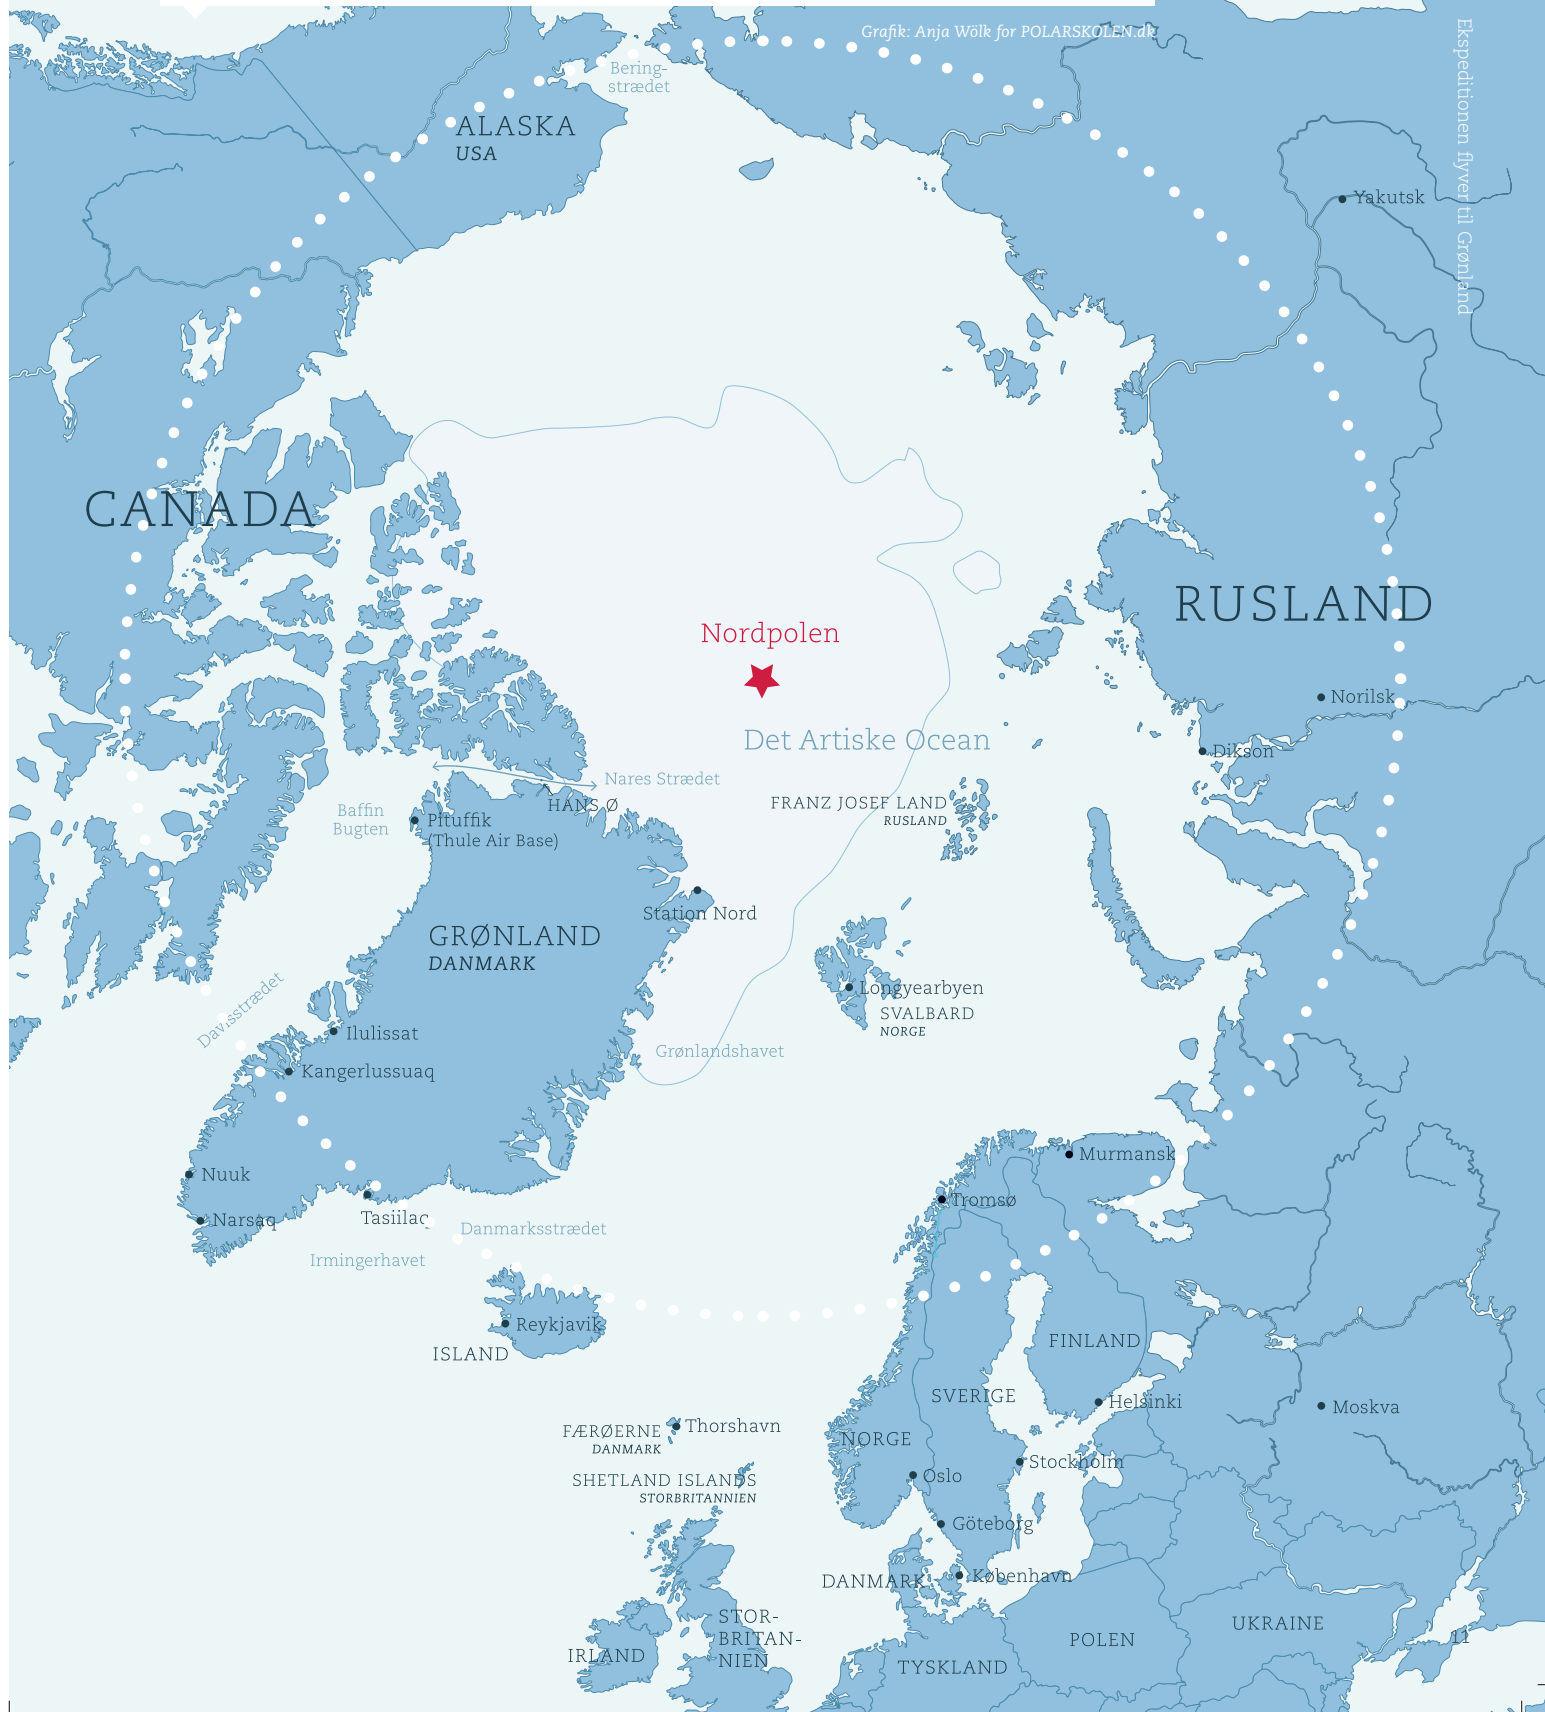 Grafik: Anja Wölk for POLARSKOLEN.dk
Ekspeditionen flyver til Grønland
Bering-
strædet
ALASKA
USA
Yakutsk
CANADA
RUSLAND
Nordpolen
Det Artiske Ocean
Norilsk
Dikson
Nares Strædet
HANS Ø
FRANZ JOSEF LAND
RUSLAND
Baffin
Bugten
Pituffik
(Thule Air Base)
Station Nord
GRØNLAND
DANMARK
Longyearbyen
SVALBARD
NORGE
Davisstrædet
Ilulissat
Grønlandshavet
Kangerlussuaq
Murmansk
Nuuk
Tromsø
Narsaq
Tasiilaq
Danmarksstrædet
Irmingerhavet
Reykjavik
ISLAND
FINLAND
SVERIGE
Helsinki
Moskva
FÆRØERNE
DANMARK
Thorshavn
NORGE
Stockholm
Oslo
SHETLAND ISLANDS
STORBRITANNIEN
Göteborg
DANMARK
København
STOR-
BRITAN-
NIEN
IRLAND
UKRAINE
POLEN
TYSKLAND
11